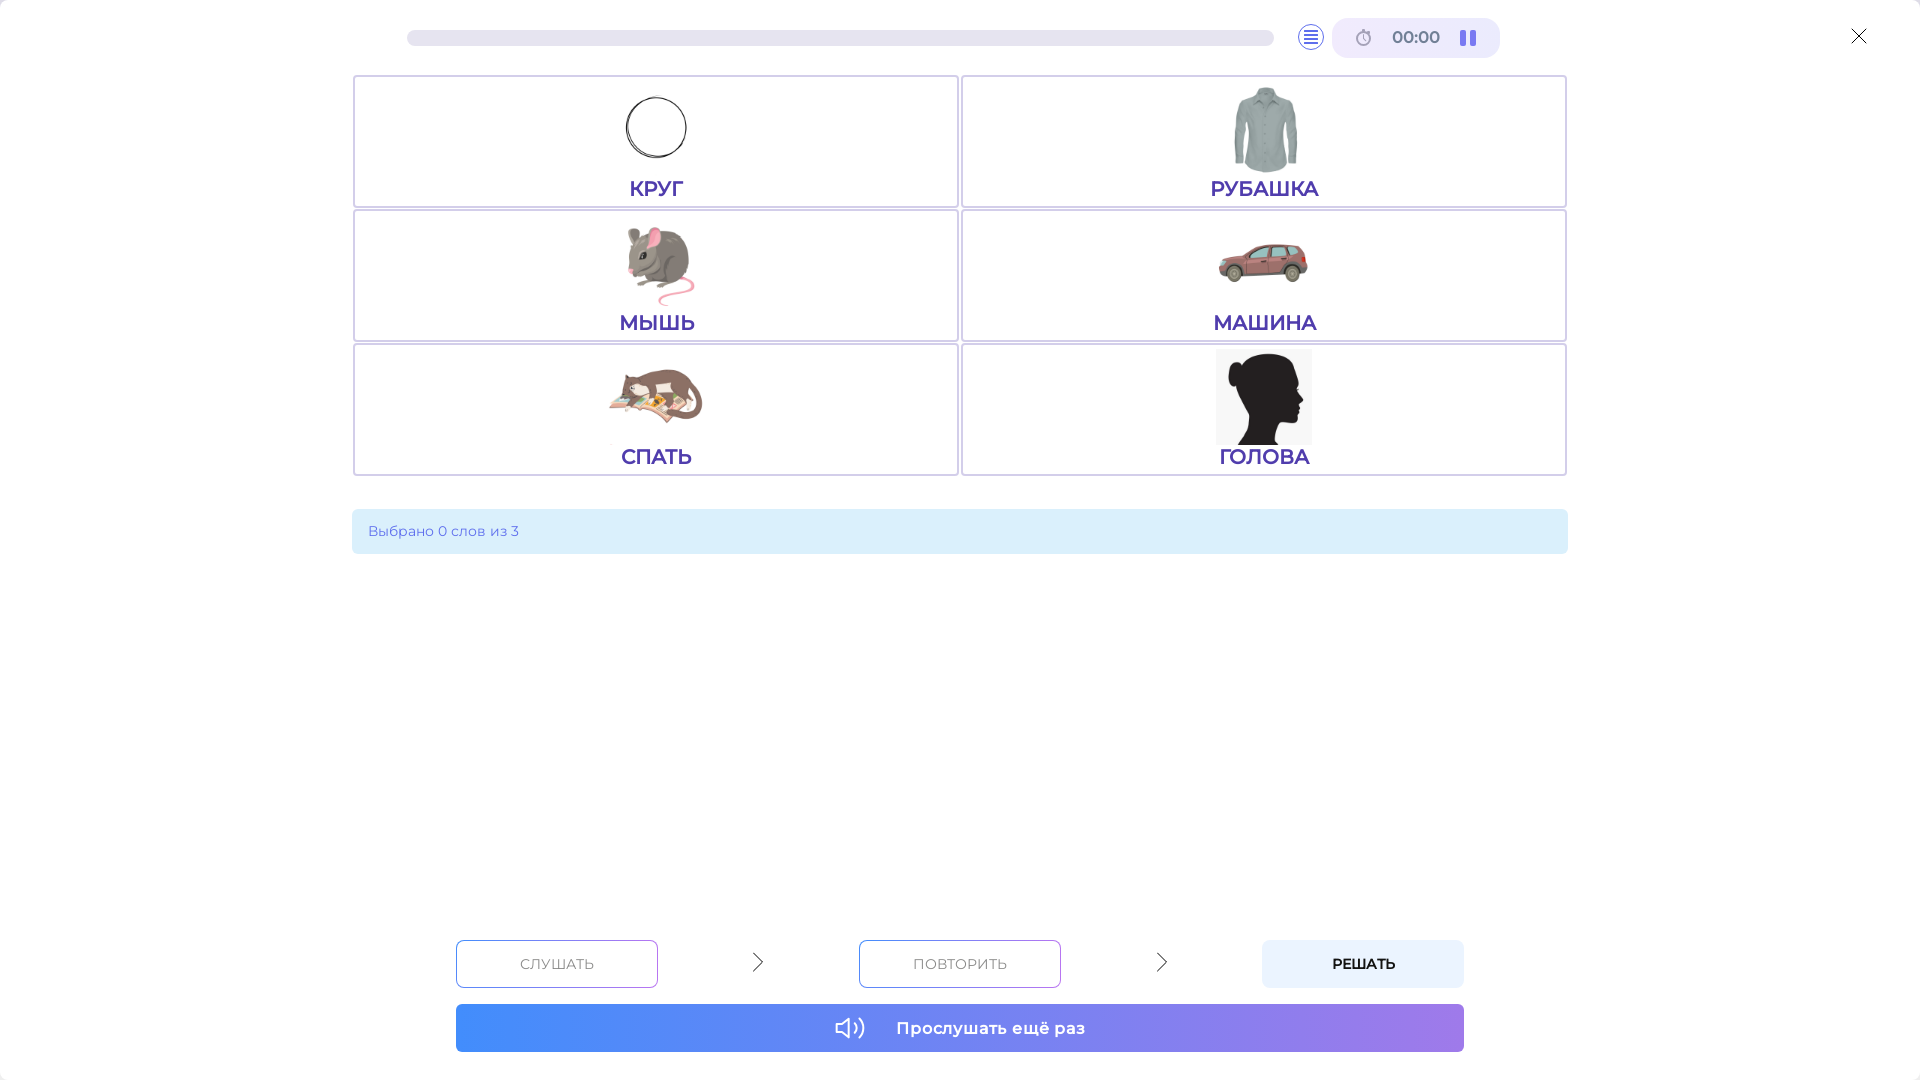 00:00
КРУГ
РУБАШКА
МЫШЬ
МАШИНА
СПАТЬ
ГОЛОВА
Выбрано 0 слов из 3
СЛУШАТЬ
ПОВТОРИТЬ
РЕШАТЬ
Прослушать ещё раз